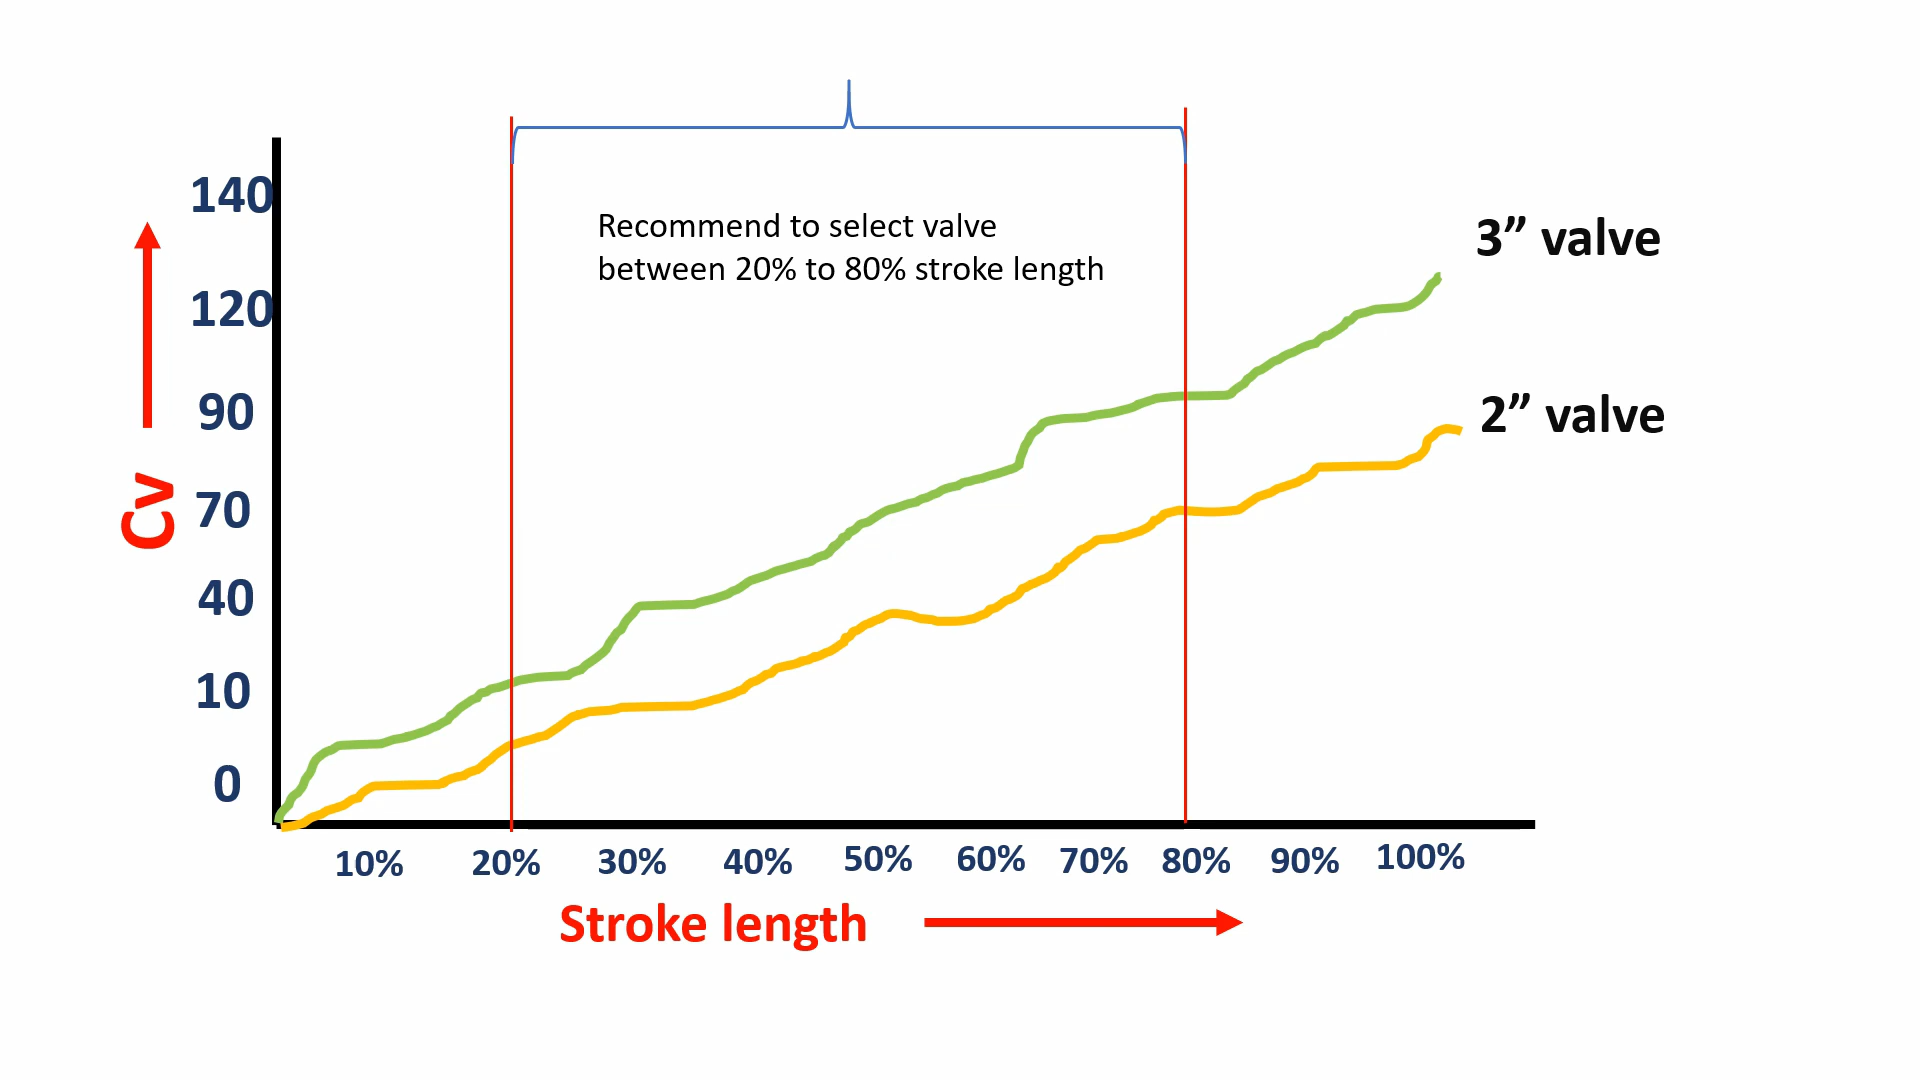 Recommend to select valve
between 20% to 80% stroke length
140
120
90
70
40
10
0
Cv
3” valve
2” valve
10% 20% 30% 40% 50% 60% 70% 80% 90% 100%
Stroke length